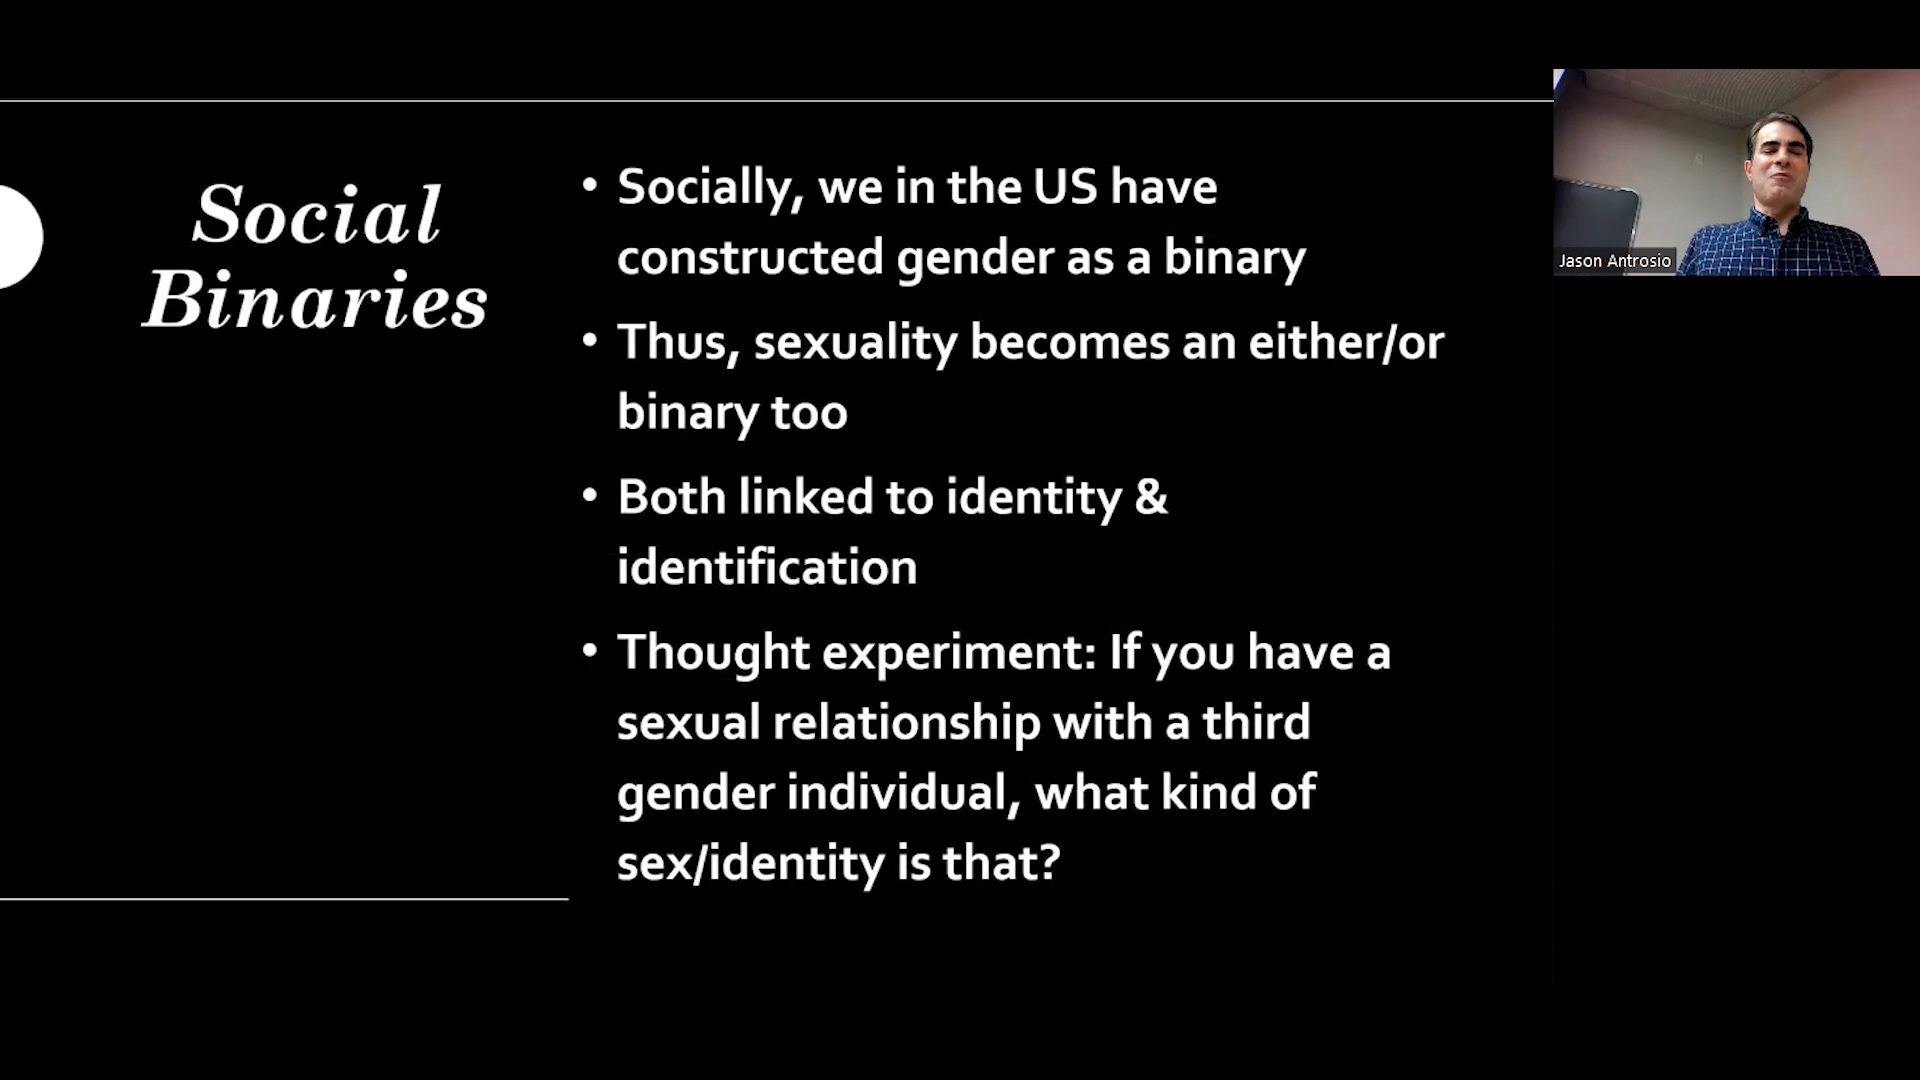 Social
Binaries
• Socially, we in the US have
constructed gender as a binary
• Thus, sexuality becomes an either/or
binary too
• Both linked to identity &
identification
• Thought experiment: If you have a
sexual relationship with a third
gender individual, what kind of
sex/identity is that?
Jason Antrosio